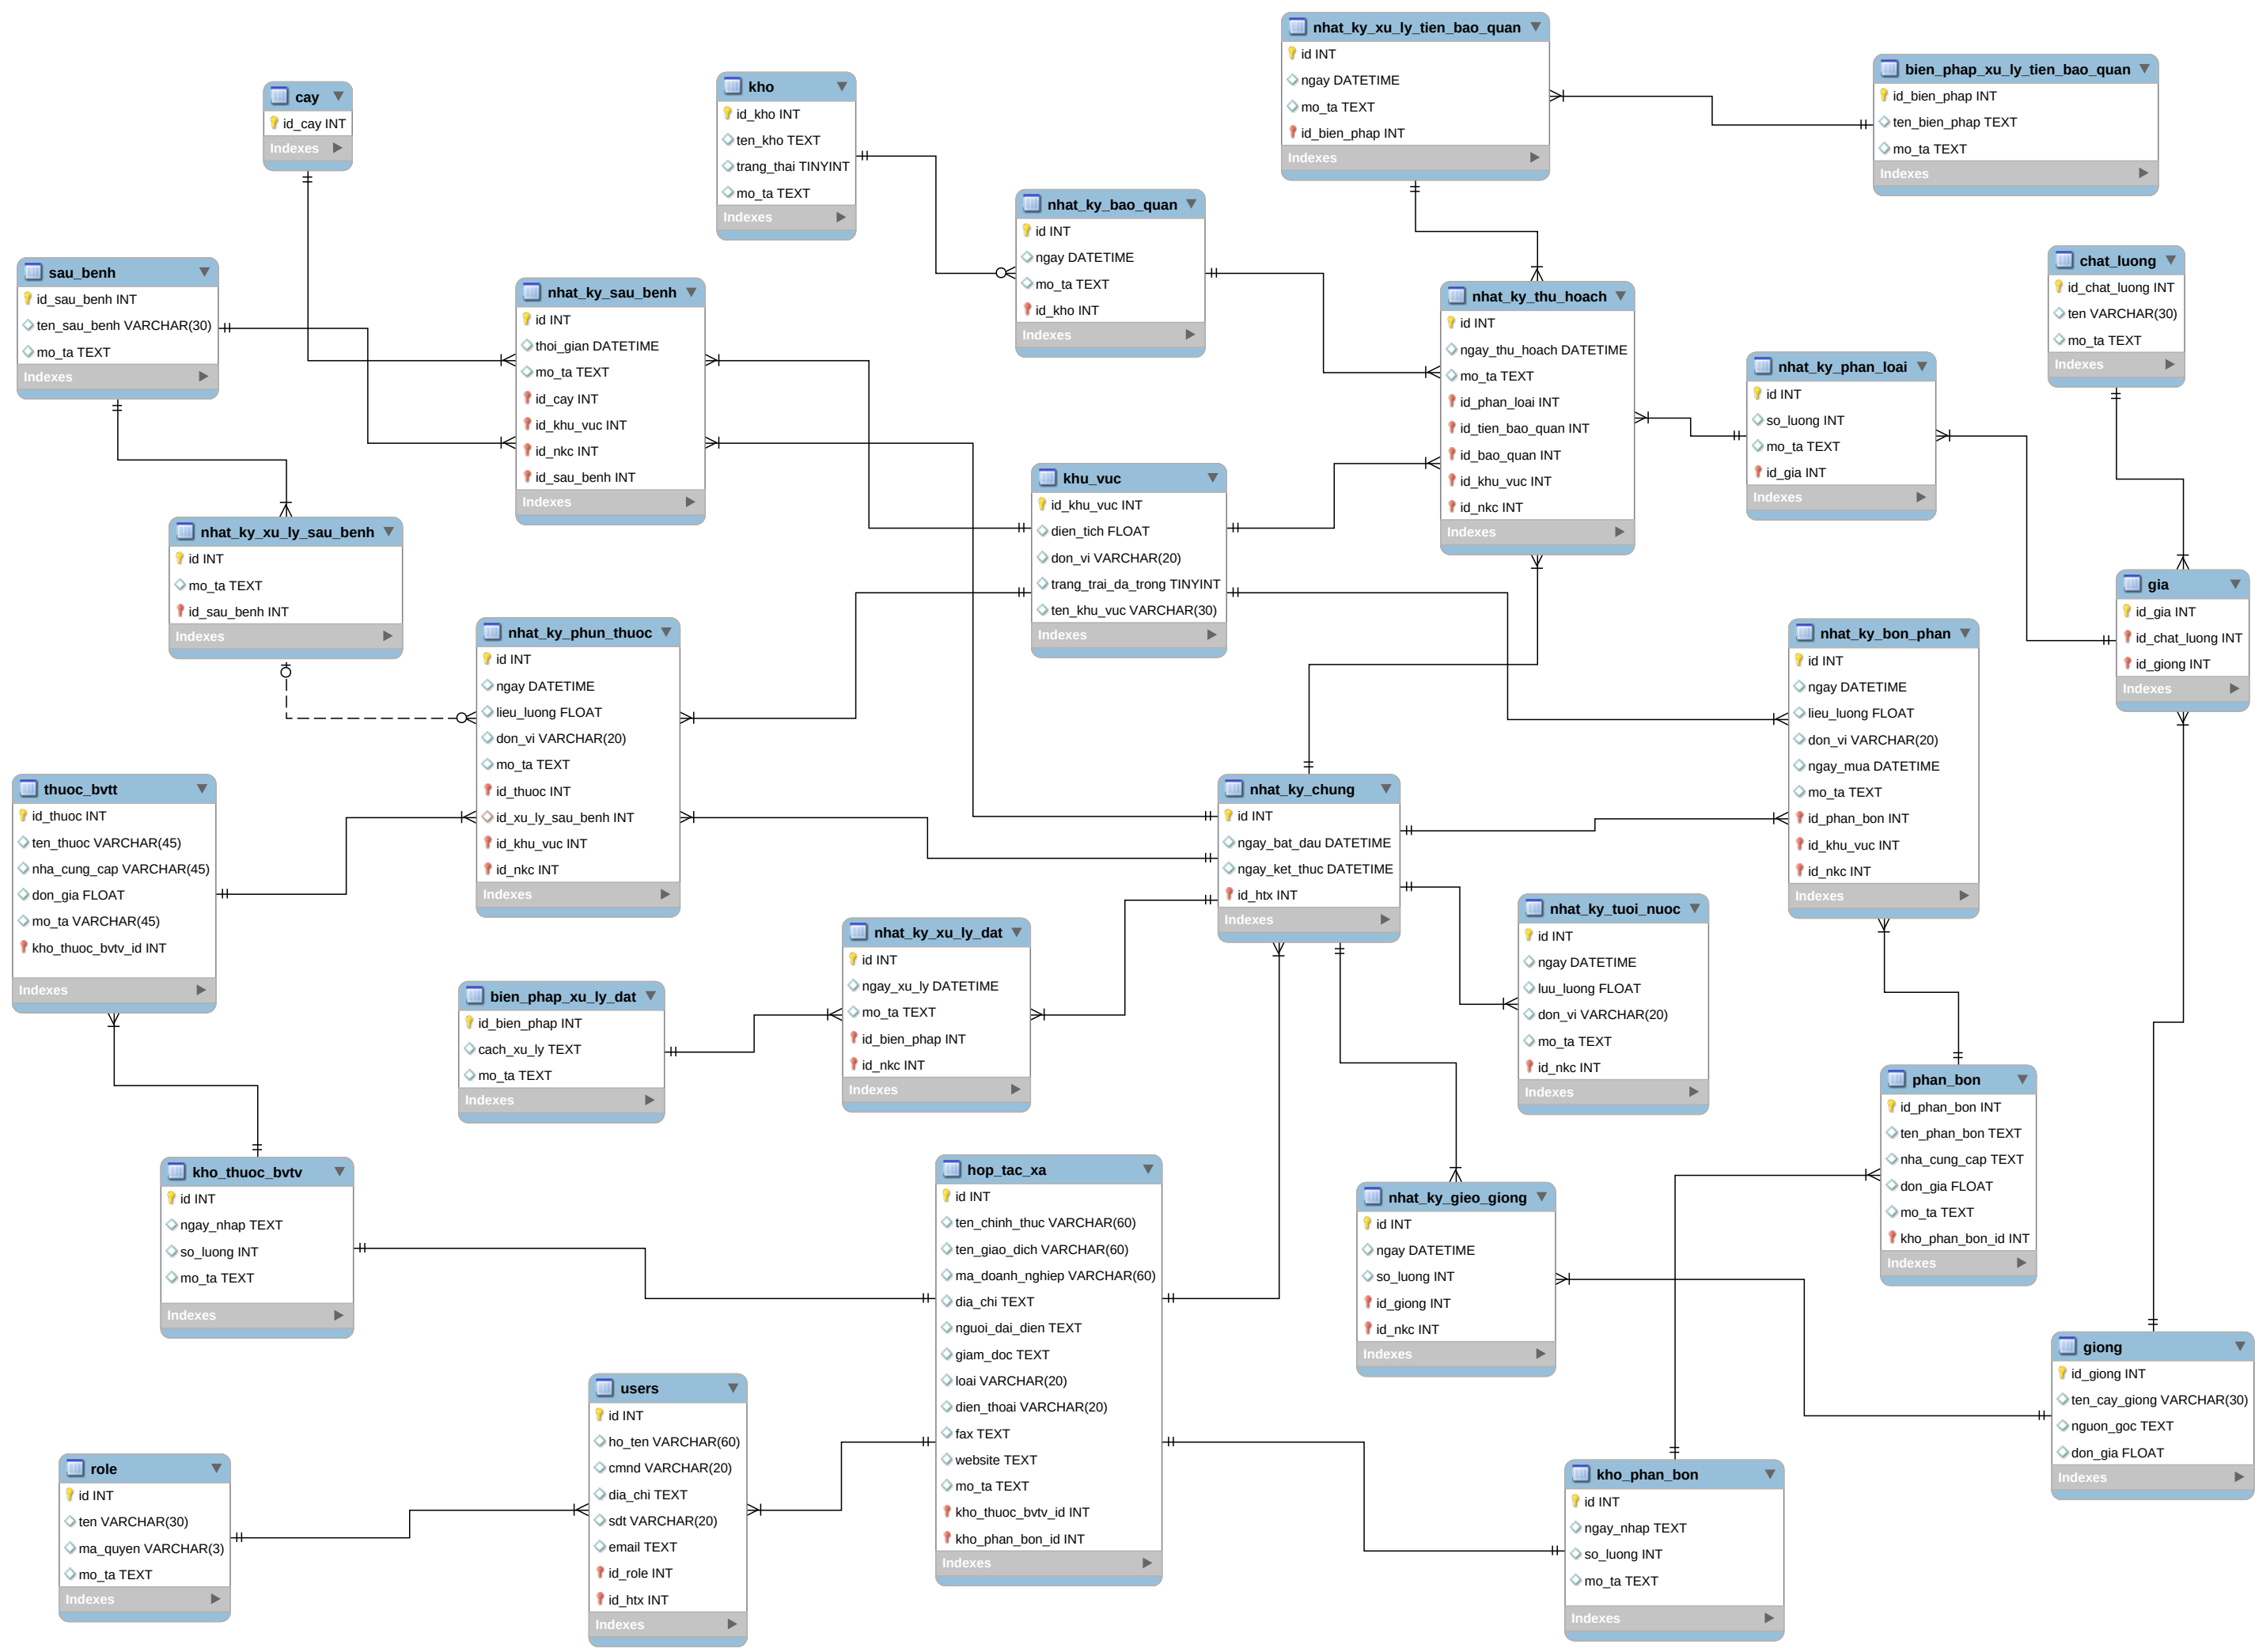 nhat_ky_xu_ly_tien_bao_quan
id INT
ngay DATETIME
mo_ta TEXT
id_bien_phap INT
Indexes
bien_phap_xu_ly_tien_bao_quan
id_bien_phap INT
ten_bien_phap TEXT
mo_ta TEXT
Indexes
cay
id_cay INT
Indexes
kho
id_kho INT
ten_kho TEXT
trang_thai TINYINT
mo_ta TEXT
Indexes
nhat_ky_bao_quan
id INT
ngay DATETIME
mo_ta TEXT
id_kho INT
Indexes
sau_benh
id_sau_benh INT
ten_sau_benh VARCHAR(30)
mo_ta TEXT
Indexes
nhat_ky_sau_benh
id INT
thoi_gian DATETIME
mo_ta TEXT
id_cay INT
id_khu_vuc INT
id_nkc INT
id_sau_benh INT
Indexes
nhat_ky_thu_hoach
id INT
ngay_thu_hoach DATETIME
mo_ta TEXT
id_phan_loai INT
id_tien_bao_quan INT
id_bao_quan INT
id_khu_vuc INT
id_nkc INT
Indexes
chat_luong
id_chat_luong INT
ten VARCHAR(30)
mo_ta TEXT
Indexes
nhat_ky_phan_loai
id INT
so_luong INT
mo_ta TEXT
id_gia INT
Indexes
khu_vuc
id_khu_vuc INT
dien_tich FLOAT
don_vi VARCHAR(20)
trang_trai_da_trong TINYINT
ten_khu_vuc VARCHAR(30)
Indexes
nhat_ky_xu_ly_sau_benh
id INT
mo_ta TEXT
id_sau_benh INT
Indexes
gia
id_gia INT
id_chat_luong INT
id_giong INT
Indexes
nhat_ky_phun_thuoc
id INT
ngay DATETIME
lieu_luong FLOAT
don_vi VARCHAR(20)
mo_ta TEXT
id_thuoc INT
id_xu_ly_sau_benh INT
id_khu_vuc INT
id_nkc INT
Indexes
nhat_ky_bon_phan
id INT
ngay DATETIME
lieu_luong FLOAT
don_vi VARCHAR(20)
ngay_mua DATETIME
mo_ta TEXT
id_phan_bon INT
id_khu_vuc INT
id_nkc INT
Indexes
thuoc_bvtt
id_thuoc INT
ten_thuoc VARCHAR(45)
nha_cung_cap VARCHAR(45)
don_gia FLOAT
mo_ta VARCHAR(45)
kho_thuoc_bvtv_id INT
Indexes
nhat_ky_chung
id INT
ngay_bat_dau DATETIME
ngay_ket_thuc DATETIME
id_htx INT
Indexes
nhat_ky_tuoi_nuoc
id INT
ngay DATETIME
luu_luong FLOAT
don_vi VARCHAR(20)
mo_ta TEXT
id_nkc INT
Indexes
nhat_ky_xu_ly_dat
id INT
ngay_xu_ly DATETIME
mo_ta TEXT
id_bien_phap INT
id_nkc INT
Indexes
bien_phap_xu_ly_dat
id_bien_phap INT
cach_xu_ly TEXT
mo_ta TEXT
Indexes
phan_bon
id_phan_bon INT
ten_phan_bon TEXT
nha_cung_cap TEXT
don_gia FLOAT
mo_ta TEXT
kho_phan_bon_id INT
Indexes
kho_thuoc_bvtv
id INT
ngay_nhap TEXT
so_luong INT
mo_ta TEXT
Indexes
hop_tac_xa
id INT
ten_chinh_thuc VARCHAR(60)
ten_giao_dich VARCHAR(60)
ma_doanh_nghiep VARCHAR(60)
dia_chi TEXT
nguoi_dai_dien TEXT
giam_doc TEXT
loai VARCHAR(20)
dien_thoai VARCHAR(20)
fax TEXT
website TEXT
mo_ta TEXT
kho_thuoc_bvtv_id INT
kho_phan_bon_id INT
Indexes
nhat_ky_gieo_giong
id INT
ngay DATETIME
so_luong INT
id_giong INT
id_nkc INT
Indexes
giong
id_giong INT
ten_cay_giong VARCHAR(30)
nguon_goc TEXT
don_gia FLOAT
Indexes
users
id INT
ho_ten VARCHAR(60)
cmnd VARCHAR(20)
dia_chi TEXT
sdt VARCHAR(20)
email TEXT
id_role INT
id_htx INT
Indexes
role
id INT
ten VARCHAR(30)
ma_quyen VARCHAR(3)
mo_ta TEXT
Indexes
kho_phan_bon
id INT
ngay_nhap TEXT
so_luong INT
mo_ta TEXT
Indexes